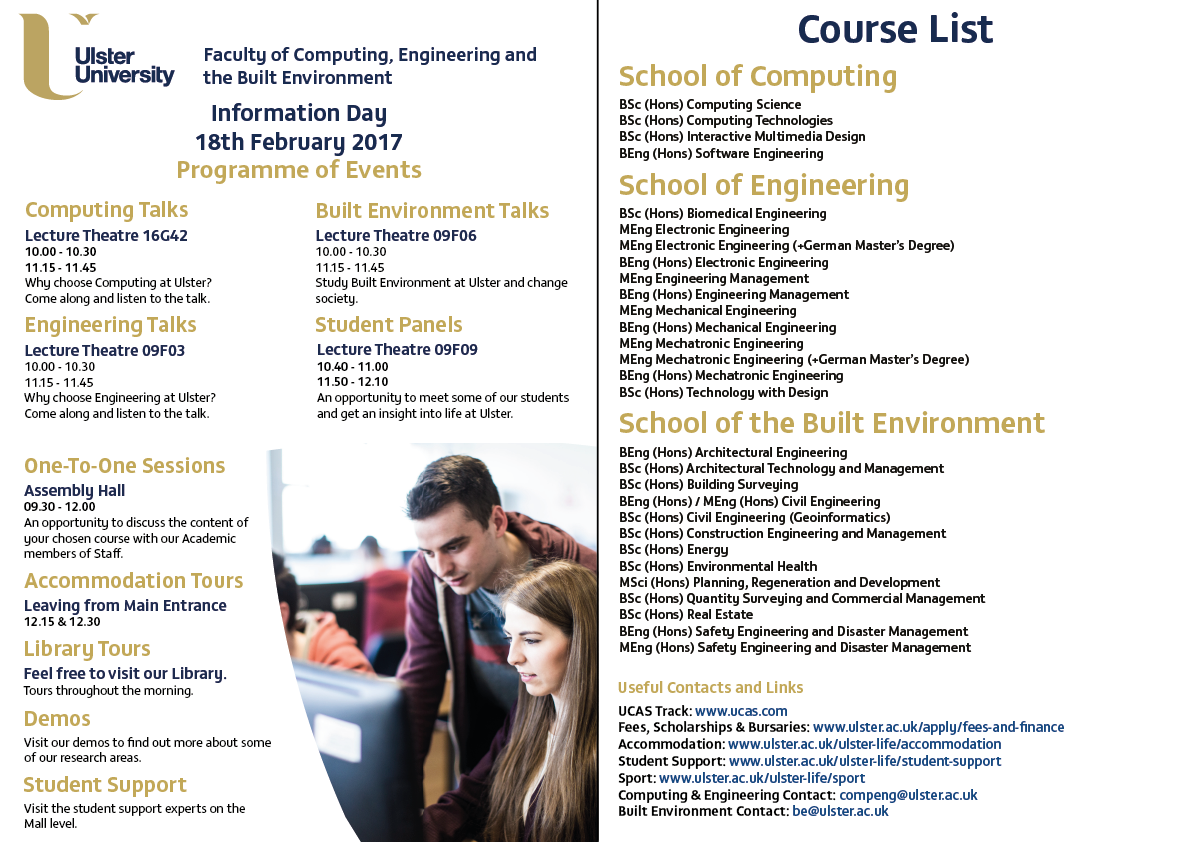 Ulster
University
Faculty of Computing, Engineering and
the Built Environment
Information Day
18th February 2017
Programme of Events
Computing Talks
Lecture Theatre 16G42
10.00 - 10.30
11.15 - 11.45
Why choose Computing at Ulster?
Come along and listen to the talk.
Engineering Talks
Lecture Theatre 09F03
10.00 - 10.30
11.15 - 11.45
Why choose Engineering at Ulster?
Come along and listen to the talk.
Built Environment Talks
Lecture Theatre 09F06
10.00 - 10.30
11.15 - 11.45
Study Built Environment at Ulster and change
society.
Student Panels
Lecture Theatre 09F09
10.40 - 11.00
11.50 - 12.10
An opportunity to meet some of our students
and get an insight into life at Ulster.
One-To-One Sessions
Assembly Hall
09.30 - 12.00
An opportunity to discuss the content of
your chosen course with our Academic
members of Staff.
Accommodation Tours
Leaving from Main Entrance
12.15 & 12.30
Library Tours
Feel free to visit our Library.
Tours throughout the morning.
Demos
Visit our demos to find out more about some
of our research areas.
Student Support
Visit the student support experts on the
Mall level.
Course List
School of Computing
BSc (Hons) Computing Science
BSc (Hons) Computing Technologies
BSc (Hons) Interactive Multimedia Design
BEng (Hons) Software Engineering
School of Engineering
BSc (Hons) Biomedical Engineering
MEng Electronic Engineering
MEng Electronic Engineering (+German Master's Degree)
BEng (Hons) Electronic Engineering
MEng Engineering Management
BEng (Hons) Engineering Management
MEng Mechanical Engineering
BEng (Hons) Mechanical Engineering
MEng Mechatronic Engineering
MEng Mechatronic Engineering (+German Master's Degree)
BEng (Hons) Mechatronic Engineering
BSc (Hons) Technology with Design
School of the Built Environment
BEng (Hons) Architectural Engineering
BSc (Hons) Architectural Technology and Management
BSc (Hons) Building Surveying
BEng (Hons) / MEng (Hons) Civil Engineering
BSc (Hons) Civil Engineering (Geoinformatics)
BSc (Hons) Construction Engineering and Management
BSc (Hons) Energy
BSc (Hons) Environmental Health
MSci (Hons) Planning, Regeneration and Development
BSc (Hons) Quantity Surveying and Commercial Management
BSc (Hons) Real Estate
BEng (Hons) Safety Engineering and Disaster Management
MEng (Hons) Safety Engineering and Disaster Management
Useful Contacts and Links
UCAS Track: www.ucas.com
Fees, Scholarships & Bursaries: www.ulster.ac.uk/apply/fees-and-finance
Accommodation: www.ulster.ac.uk/ulster-life/accommodation
Student Support: www.ulster.ac.uk/ulster-life/student-support
Sport: www.ulster.ac.uk/ulster-life/sport
Computing & Engineering Contact: compeng@ulster.ac.uk
Built Environment Contact: be@ulster.ac.uk